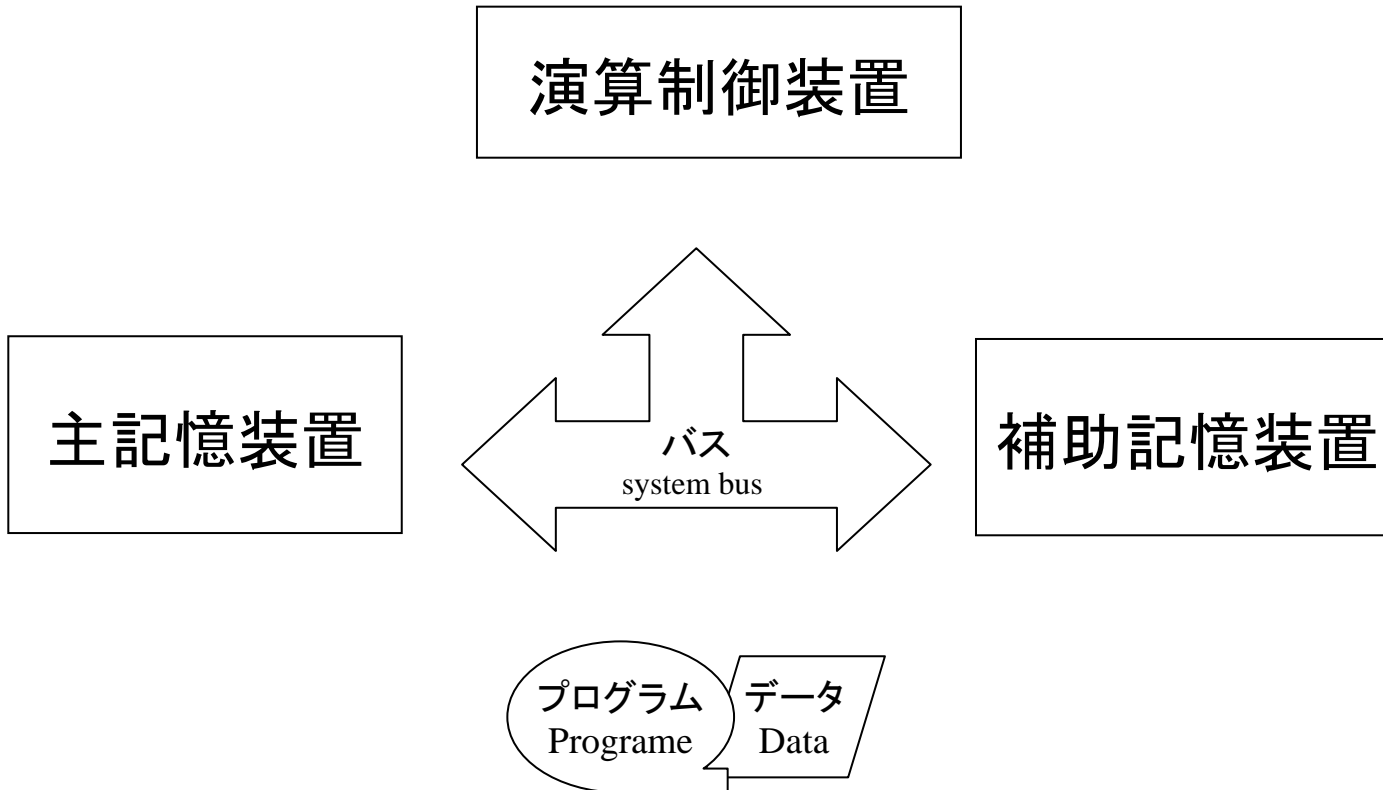 演算制御装置
主記憶装置
バス
system bus
補助記憶装置
プログラム
Programe
データ
Data